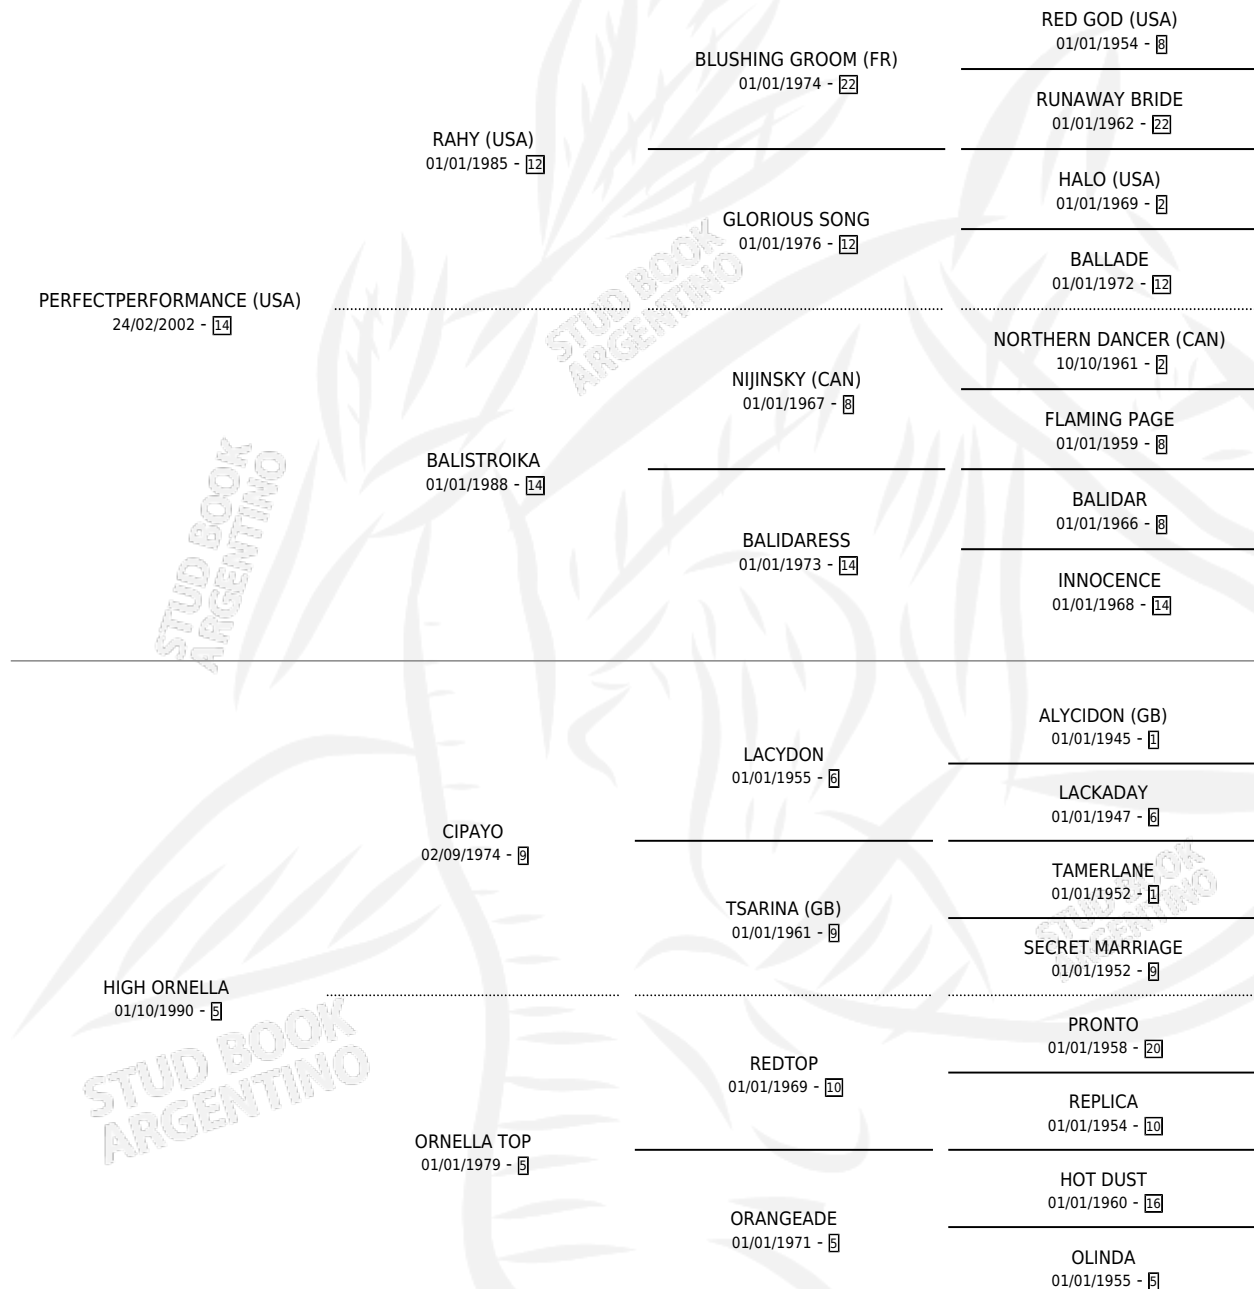 RED GOD (USA)
01/01/1954 - 8
BLUSHING GROOM (FR)
01/01/1974 - 22
RUNAWAY BRIDE
01/01/1962 - 22
RAHY (USA)
01/01/1985 - 12
HALO (USA)
01/01/1969 - 2
GLORIOUS SONG
01/01/1976 - 12
BALLADE
01/01/1972 - 12
PERFECTPERFORMANCE (USA)
24/02/2002 - 14
NORTHERN DANCER (CAN)
10/10/1961 - 2
NIJINSKY (CAN)
01/01/1967 - 8
FLAMING PAGE
01/01/1959 - 8
BALISTROIKA
01/01/1988 - 14
BALIDAR
01/01/1966 - 8
BALIDARESS
01/01/1973 - 14
INNOCENCE
01/01/1968 - 14
ALYCIDON (GB)
01/01/1945 - 1
LACYDON
01/01/1955 - 6
LACKADAY
01/01/1947 - 6
CIPAYO
02/09/1974 - 9
TAMERLANE
01/01/1952 - 1
TSARINA (GB)
01/01/1961 - 9
SECRET MARRIAGE
01/01/1952 - 9
HIGH ORNELLA
01/10/1990 - 5
PRONTO
01/01/1958 - 20
REDTOP
01/01/1969 - 10
REPLICA
01/01/1954 - 10
ORNELLA TOP
01/01/1979 - 5
HOT DUST
01/01/1960 - 16
ORANGEADE
01/01/1971 - 5
OLINDA
01/01/1955 - 5
STUD BOOK
ARGENTINO
STUD BOOK
ARGENTINO
STUD BOOK
ARGENTINO
STUD BOOK
ARGENTINO